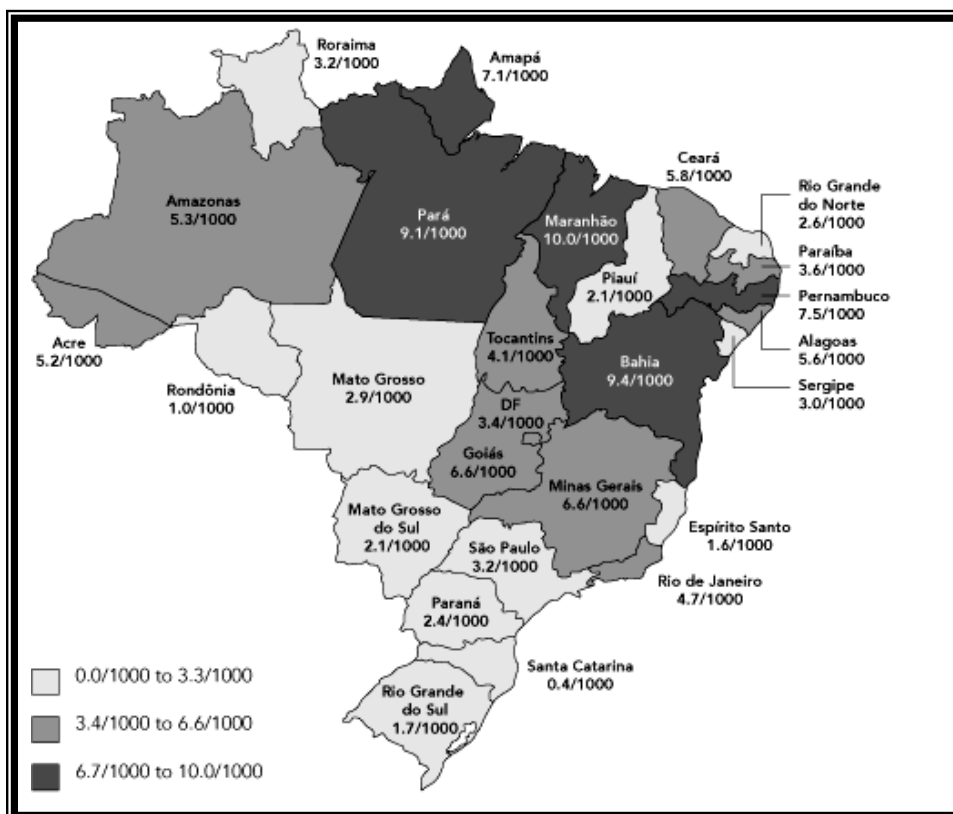 Roraima
3.2/1000
Amapá
7.1/1000
Ceará
5.8/1000
Rio Grande
do Norte
2.6/1000
Amazonas
5.3/1000
Pará
9.1/1000
Maranhão
10.0/1000
Paraíba
3.6/1000
Piauí
2.1/1000
Pernambuco
7.5/1000
Acre
5.2/1000
Tocantins
4.1/1000
Bahia
9.4/1000
Alagoas
5.6/1000
Rondônia
1.0/1000
Mato Grosso
2.9/1000
Sergipe
3.0/1000
DF
3.4/1000
Goiás
6.6/1000
Minas Gerais
6.6/1000
Mato Grosso
do Sul
2.1/1000
São Paulo
3.2/1000
Espírito Santo
1.6/1000
Rio de Janeiro
4.7/1000
Paraná
2.4/1000
Santa Catarina
0.4/1000
Rio Grande
do Sul
1.7/1000
0.0/1000 to 3.3/1000
3.4/1000 to 6.6/1000
6.7/1000 to 10.0/1000